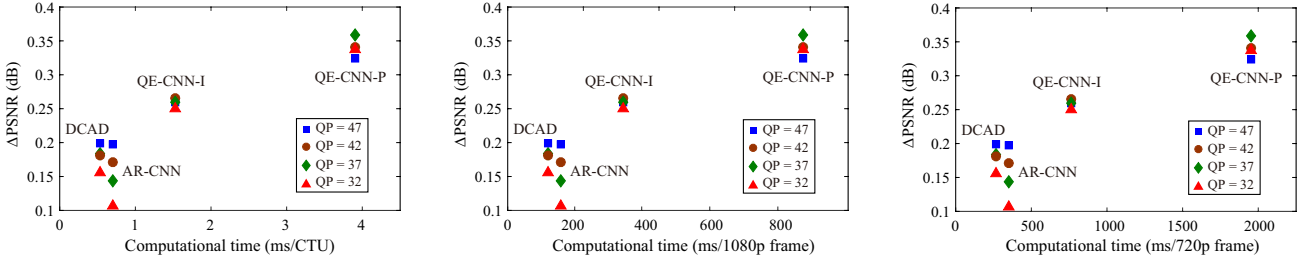 0.4
0.35
0.3
0.25
0.2
0.15
0.1
ΔPSNR (dB)
0
1
2
3
4
Computational time (ms/CTU)
DCAD
AR-CNN
QE-CNN-I
QE-CNN-P
QP = 47
QP = 42
QP = 37
QP = 32
0.4
0.35
0.3
0.25
0.2
0.15
0.1
ΔPSNR (dB)
0
200
400
600
800
Computational time (ms/1080p frame)
DCAD
AR-CNN
QE-CNN-I
QE-CNN-P
QP = 47
QP = 42
QP = 37
QP = 32
0.4
0.35
0.3
0.25
0.2
0.15
0.1
ΔPSNR (dB)
0
500
1000
1500
2000
Computational time (ms/720p frame)
DCAD
AR-CNN
QE-CNN-I
QE-CNN-P
QP = 47
QP = 42
QP = 37
QP = 32